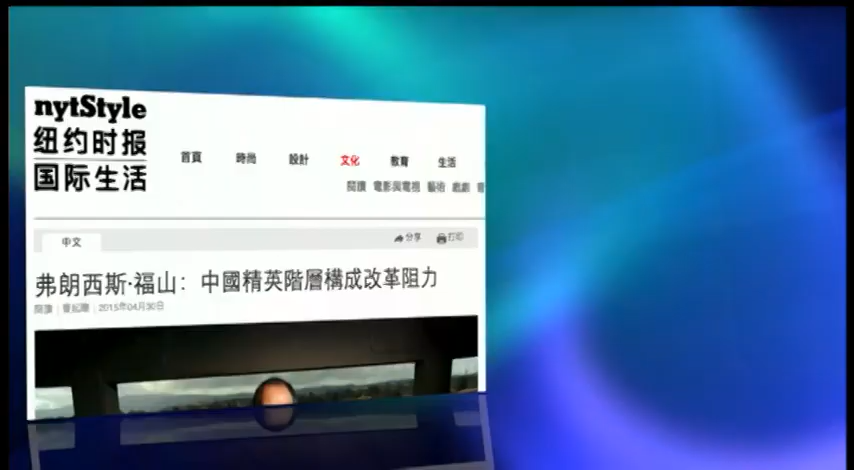 nytStyle
纽约时报
国际生活
首頁 時尚 設計 文化 教育 生活
閱讀 電影與電視 藝術 戲劇
中文 分享 打印
弗朗西斯·福山：中國精英階層構成改革阻力
閱讀 | 2015年04月30日